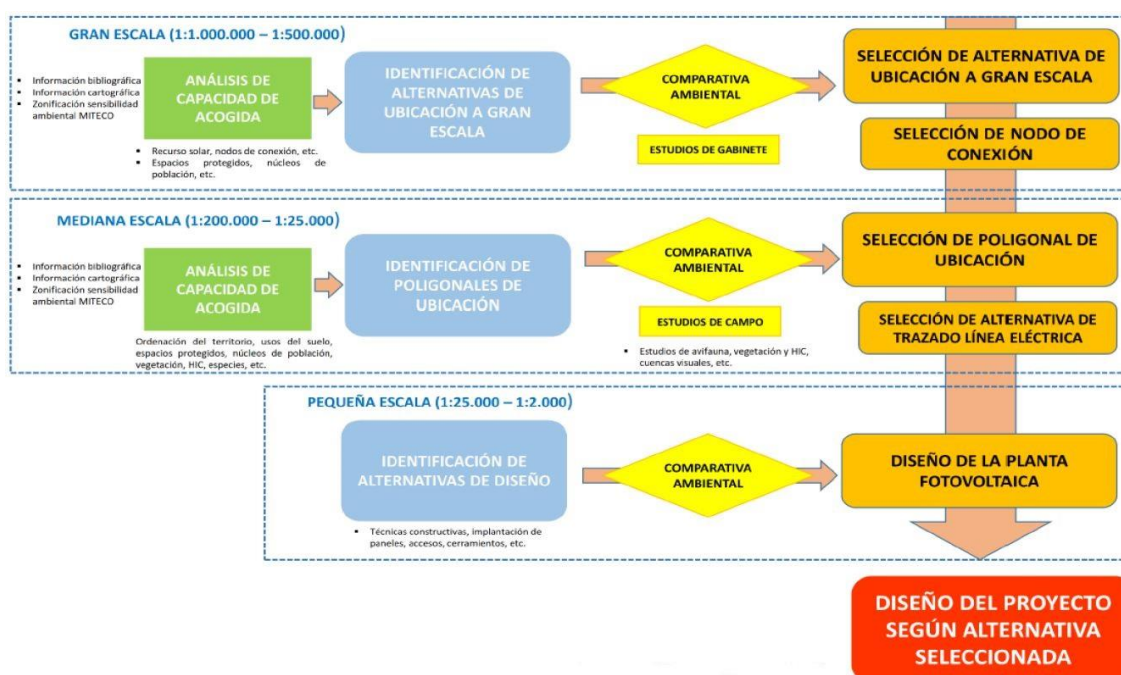 GRAN ESCALA (1:1.000.000 – 1:500.000)
▪ Información bibliográfica
▪ Información cartográfica
▪ Zonificación sensibilidad
ambiental MITECO
ANÁLISIS DE
CAPACIDAD DE
ACOGIDA
▪ Recurso solar, nodos de conexión, etc.
▪ Espacios protegidos, núcleos de
población, etc.
IDENTIFICACIÓN DE
ALTERNATIVAS DE
UBICACIÓN A GRAN
ESCALA
COMPARATIVA
AMBIENTAL
ESTUDIOS DE GABINETE
SELECCIÓN DE ALTERNATIVA DE
UBICACIÓN A GRAN ESCALA
SELECCIÓN DE NODO DE
CONEXIÓN
MEDIANA ESCALA (1:200.000 – 1:25.000)
▪ Información bibliográfica
▪ Información cartográfica
▪ Zonificación sensibilidad
ambiental MITECO
ANÁLISIS DE
CAPACIDAD DE
ACOGIDA
Ordenación del territorio, usos del suelo,
espacios protegidos, núcleos de población,
vegetación, HIC, especies, etc.
IDENTIFICACIÓN DE
POLIGONALES DE
UBICACIÓN
COMPARATIVA
AMBIENTAL
ESTUDIOS DE CAMPO
▪ Estudios de avifauna, vegetación y HIC,
cuencas visuales, etc.
SELECCIÓN DE POLIGONAL DE
UBICACIÓN
SELECCIÓN DE ALTERNATIVA DE
TRAZADO LÍNEA ELÉCTRICA
PEQUEÑA ESCALA (1:25.000 – 1:2.000)
IDENTIFICACIÓN DE
ALTERNATIVAS DE DISEÑO
▪ Técnicas constructivas, implantación de
paneles, accesos, cerramientos, etc.
COMPARATIVA
AMBIENTAL
DISEÑO DE LA PLANTA
FOTOVOLTAICA
DISEÑO DEL PROYECTO
SEGÚN ALTERNATIVA
SELECCIONADA